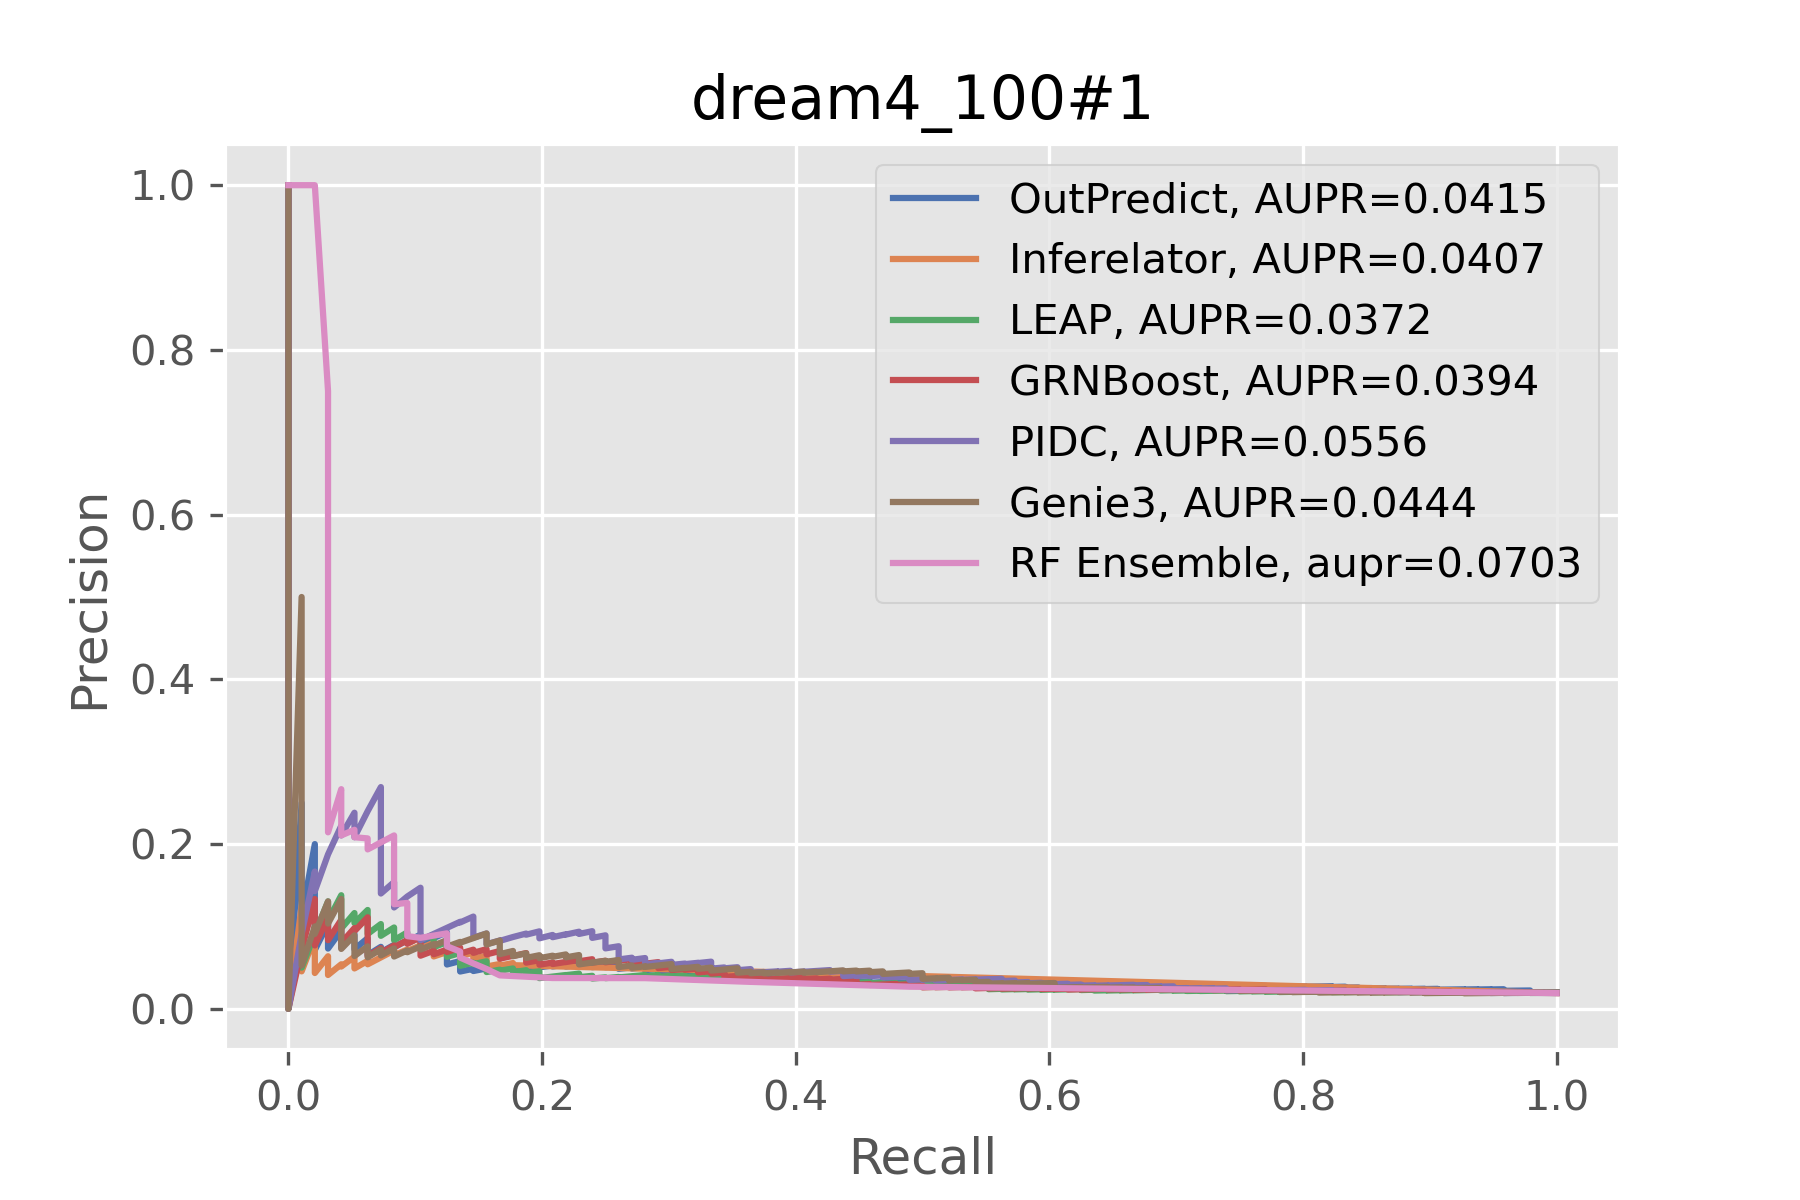 dream4_100#1
Precision
1.0
0.8
0.6
0.4
0.2
0.0
OutPredict, AUPR=0.0415
Inferelator, AUPR=0.0407
LEAP, AUPR=0.0372
GRNBoost, AUPR=0.0394
PIDC, AUPR=0.0556
Genie3, AUPR=0.0444
RF Ensemble, aupr=0.0703
0.0 0.2 0.4 0.6 0.8 1.0
Recall